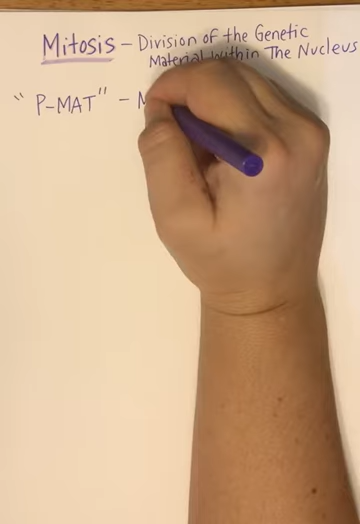 Mitosis – Division of the Genetic
Material Within The Nucleus
"P-MAT" –